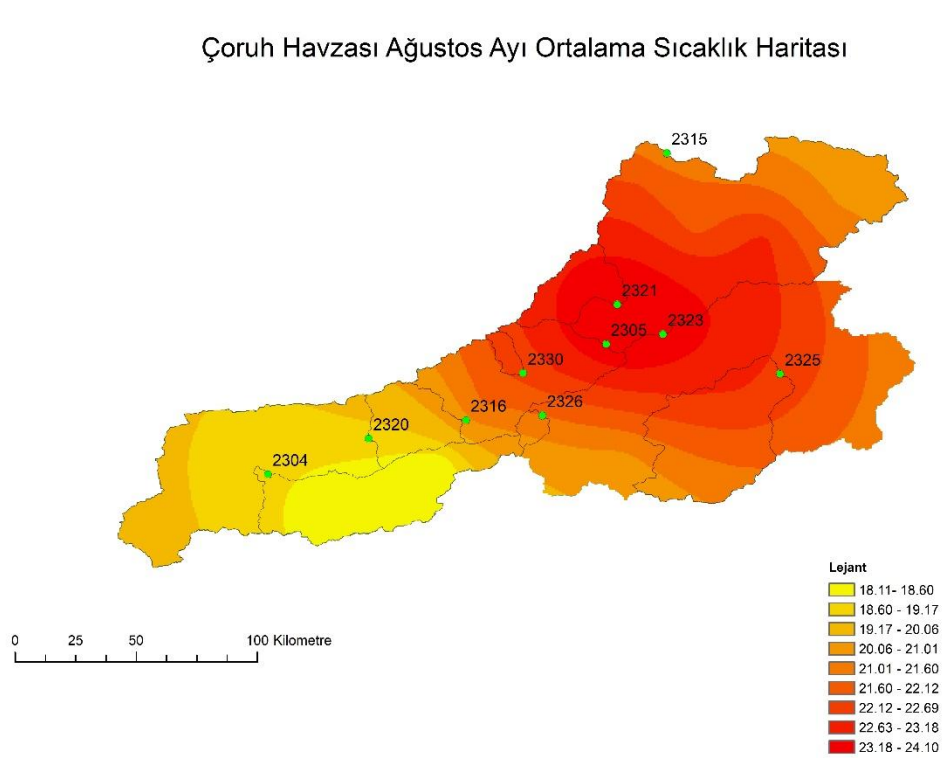 Çoruh Havzası Ağustos Ayı Ortalama Sıcaklık Haritası
2315
2321
2305
2323
2330
2325
2326
2316
2320
2304
Lejant
18.11- 18.60
18.60 - 19.17
19.17 - 20.06
20.06 - 21.01
21.01 - 21.60
21.60 - 22.12
22.12 - 22.69
22.63 - 23.18
23.18 - 24.10
0 25 50 100 Kilometre